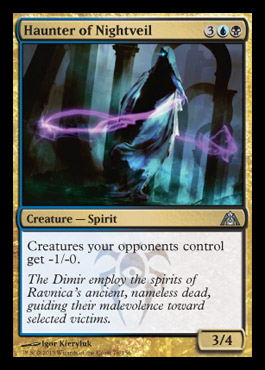 Haunter of Nightveil 3
Creature — Spirit
Creatures your opponents control
get -1/-0.
The Dimir employ the spirits of
Ravnica's ancient, nameless dead,
guiding their malevolence toward
selected victims.
3/4
Igor Kieryluk